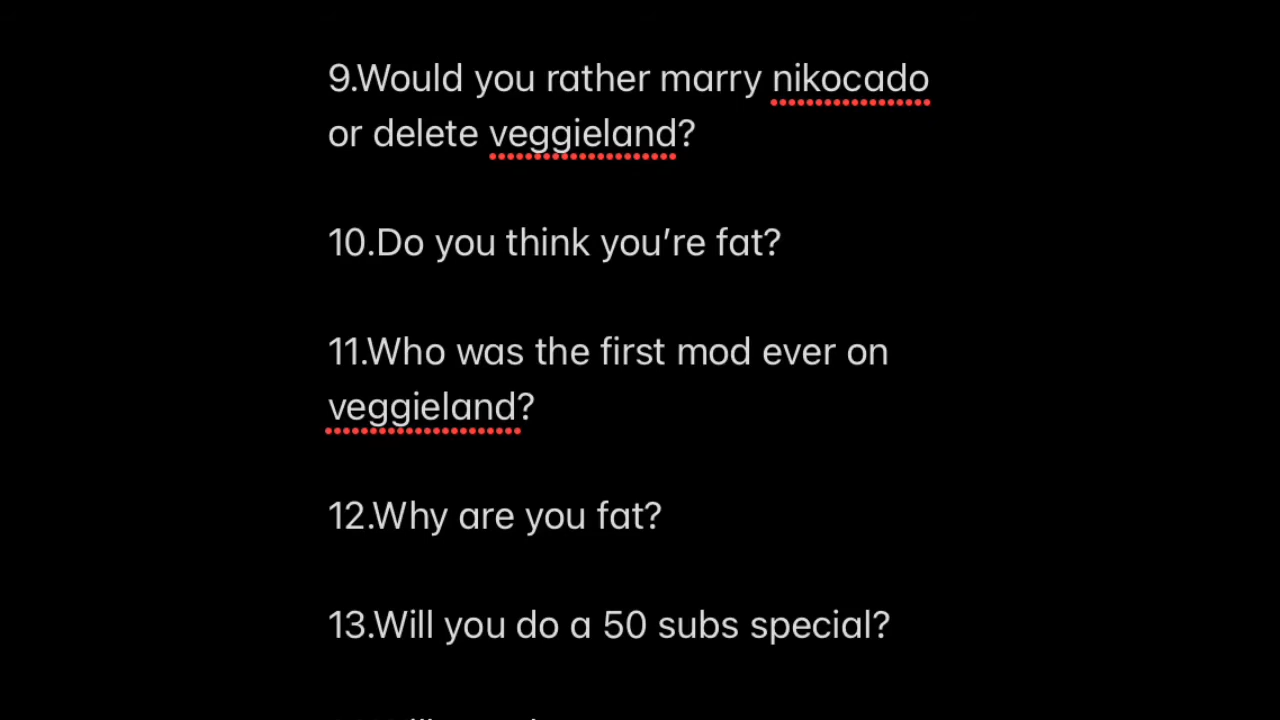 9.Would you rather marry nikocado
or delete veggieland?
10.Do you think you’re fat?
11.Who was the first mod ever on
veggieland?
12.Why are you fat?
13.Will you do a 50 subs special?